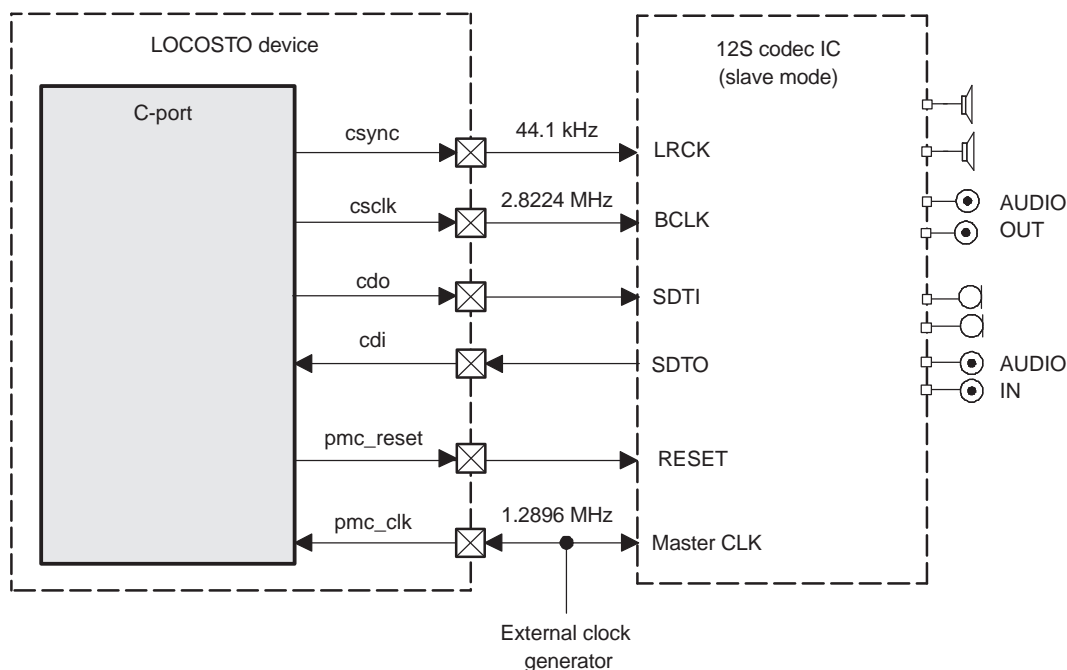 LOCOSTO device
12S codec IC
(slave mode)
C-port
csync
44.1 kHz
LRCK
csclk
2.8224 MHz
BCLK
AUDIO
OUT
cdo
SDTI
cdi
SDTO
AUDIO
IN
pmc_reset
RESET
pmc_clk
1.2896 MHz
Master CLK
External clock
generator